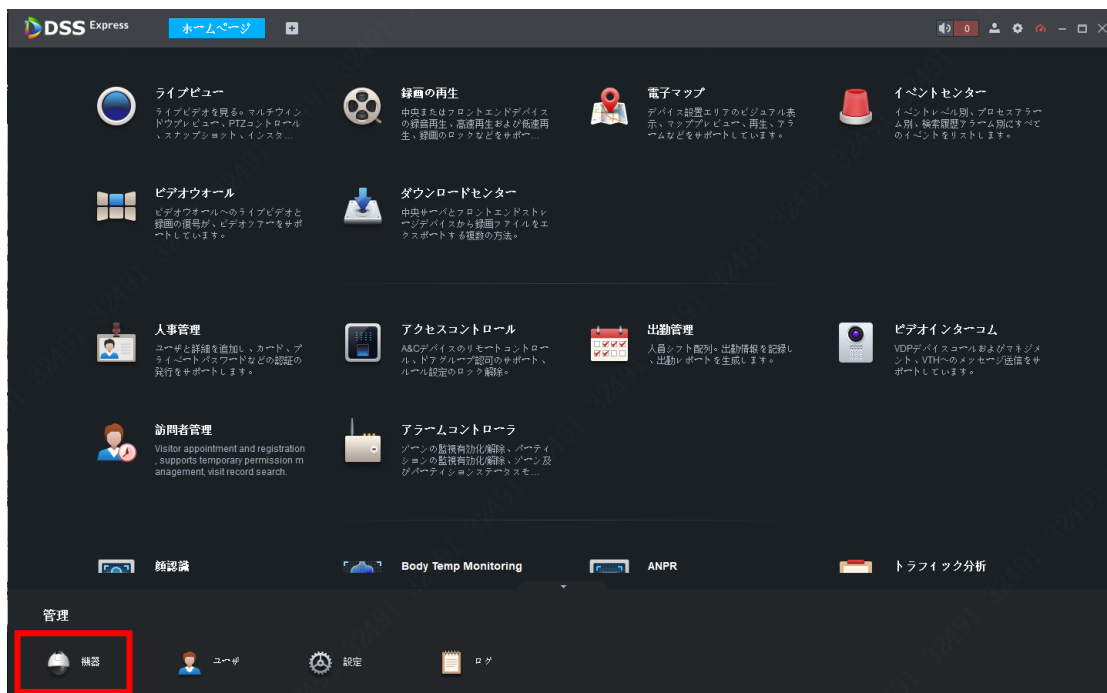 DSS Express
ホームページ
0
ライブビュー
ライブビデオを見る。マルチウィン
ドウプレビュー、PTZコントロール
、スナップショット、インスタ...
録画の再生
中央またはフロントエンドデバイス
の録音再生、高速再生および低速再
生、録画のロックなどをサポー...
電子マップ
デバイス設置エリアのビジュアル表
示、マッププレビュー、再生、アラ
ームなどをサポートしています。
イベントセンター
イベントレベル別、プロセスアラー
ム別、検索履歴アラーム別にすべて
のイベントをリストします。
ビデオウオール
ビデオウオールへのライブビデオと
録画の復号が、ビデオツアーをサポ
ートしています。
ダウンロードセンター
中央サーバとフロントエンドストレ
ージデバイスから録画ファイルをエ
クスポートする複数の方法。
人事管理
ユーザと詳細を追加し、カード、プ
ライベートパスワードなどの認証の
発行をサポートします。
アクセスコントロール
A&Cデバイスのリモートコントロー
ル、ドアグループ認可のサポート、
ルール設定のロック解除。
出勤管理
人員シフト配列。出勤情報を記録し
、出勤レポートを生成します。
ビデオインターコム
VDPデバイスコールおよびマネジメ
ント、VTHへのメッセージ送信をサ
ポートしています。
訪問者管理
Visitor appointment and registration
, supports temporary permission m
anagement, visit record search.
アラームコントローラ
ゾーンの監視有効化/解除、パーティ
ションの監視有効化/解除、ゾーン及
びパーティションステータスモ...
顔認識
Body Temp Monitoring
ANPR
トラフィック分析
管理
機器
ユーザ
設定
ログ
32491